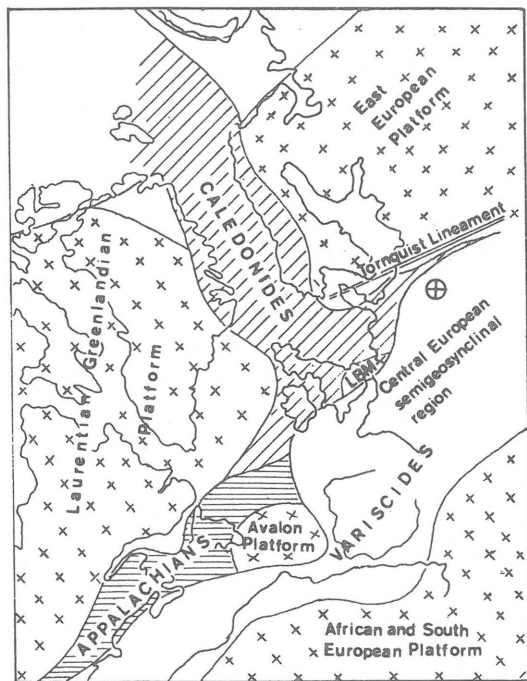 East
European
Platform
CALEDONIDES
Tornquist Lineament
Laurentian Greenlandian
Platform
LBM
Central European
semigeosynclinal
region
VARISCIDES
Avalon
Platform
APPALACHIANS
African and South
European Platform